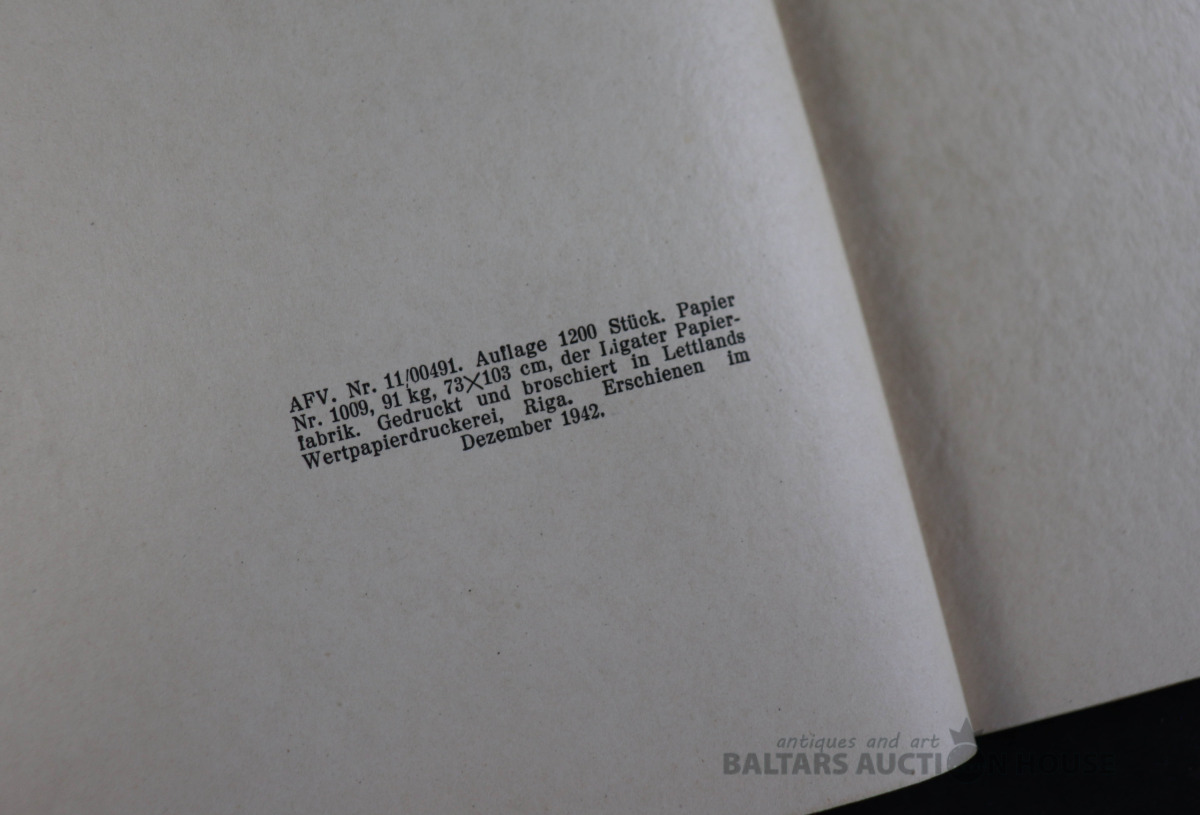 AFV. Nr. 11/00491. Auflage 1200 Stück. Papier
Nr. 1009, 91 kg, 73×103 cm, der Ligater Papier-
fabrik. Gedruckt und broschiert in Lettlands
Wertpapierdruckerei, Riga. Erschienen im
Dezember 1942.
antiques and art
BALTARS AUCTION HOUSE